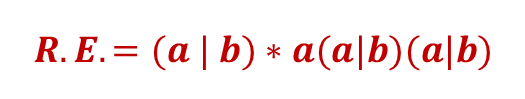 R. E. = (a | b) * a(a|b)(a|b)